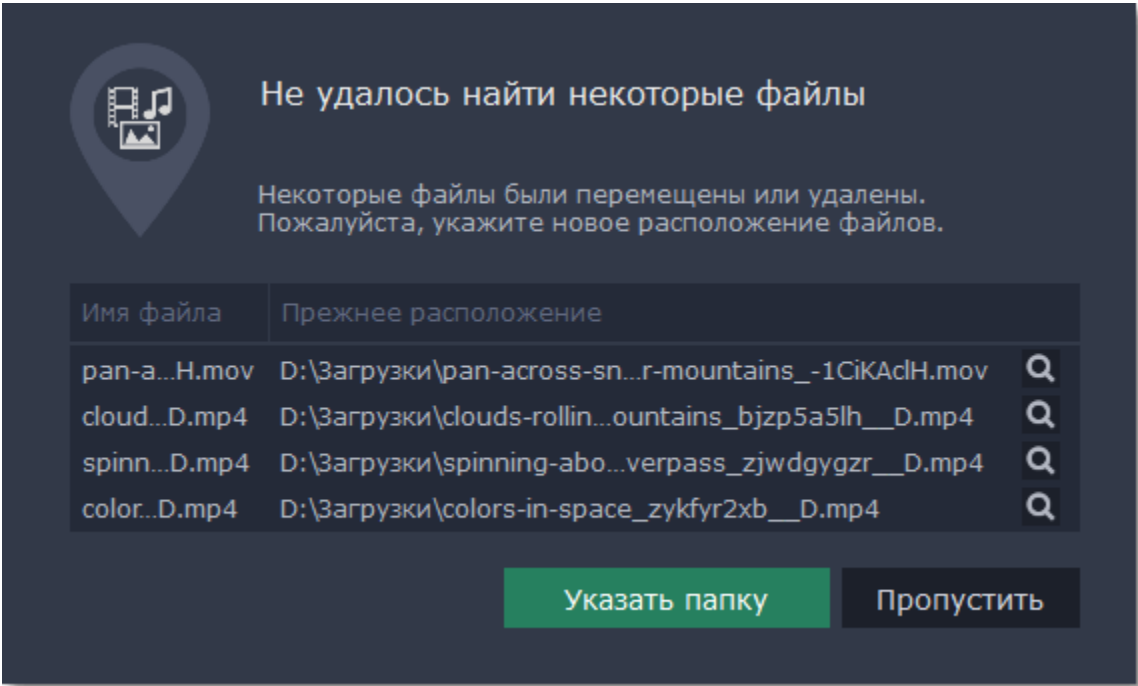 Не удалось найти некоторые файлы
Некоторые файлы были перемещены или удалены.
Пожалуйста, укажите новое расположение файлов.
Имя файла Прежнее расположение
pan-a...H.mov D:\Загрузки\pan-across-sn...r-mountains_-1CiKAclH.mov
cloud...D.mp4 D:\Загрузки\clouds-rollin...ountains_bjzp5a5lh__D.mp4
spinn...D.mp4 D:\Загрузки\spinning-abo...verpass_zjwdgygzr__D.mp4
color...D.mp4 D:\Загрузки\colors-in-space_zykfyr2xb__D.mp4
Указать папку Пропустить